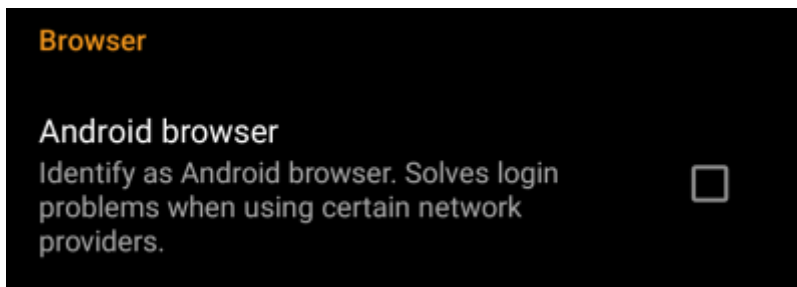 Browser
Android browser
Identify as Android browser. Solves login
problems when using certain network
providers.